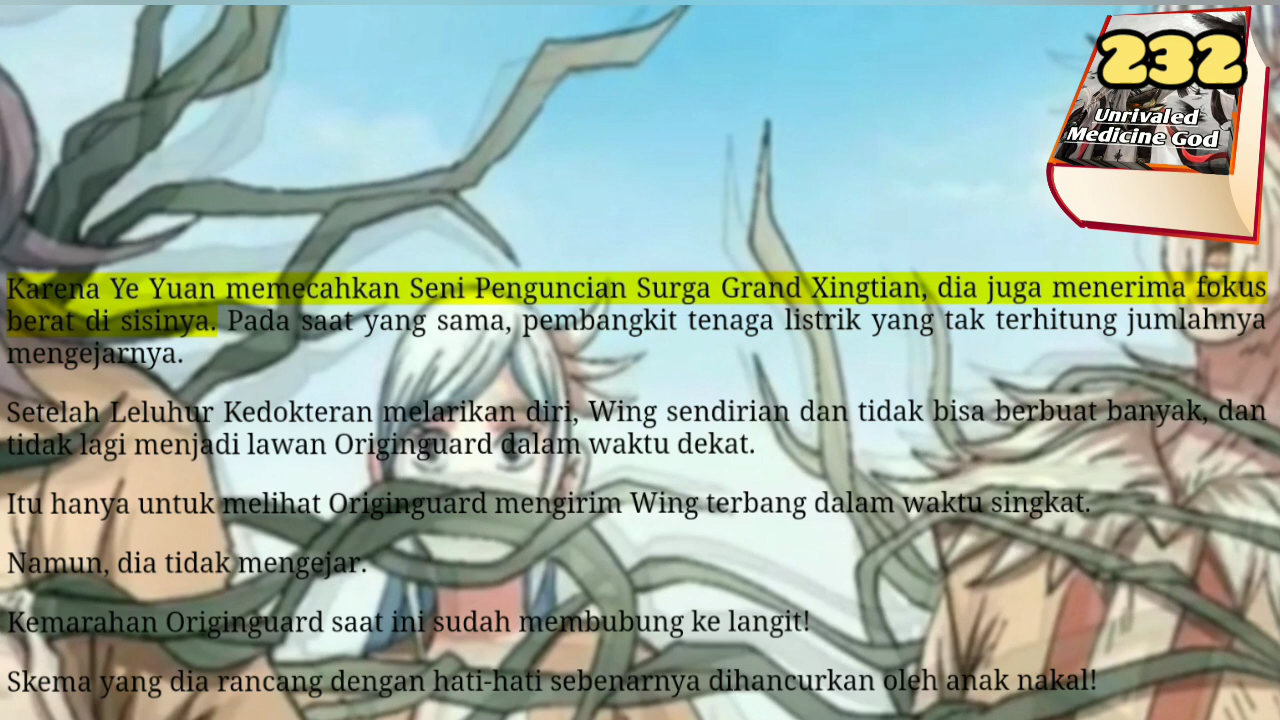 232
Unrivaled
Medicine God
Karena Ye Yuan memecahkan Seni Penguncian Surga Grand Xingtian, dia juga menerima fokus
berat di sisinya. Pada saat yang sama, pembangkit tenaga listrik yang tak terhitung jumlahnya
mengejarnya.
Setelah Leluhur Kedokteran melarikan diri, Wing sendirian dan tidak bisa berbuat banyak, dan
tidak lagi menjadi lawan Originguard dalam waktu dekat.
Itu hanya untuk melihat Originguard mengirim Wing terbang dalam waktu singkat.
Namun, dia tidak mengejar.
Kemarahan Originguard saat ini sudah membubung ke langit!
Skema yang dia rancang dengan hati-hati sebenarnya dihancurkan oleh anak nakal!